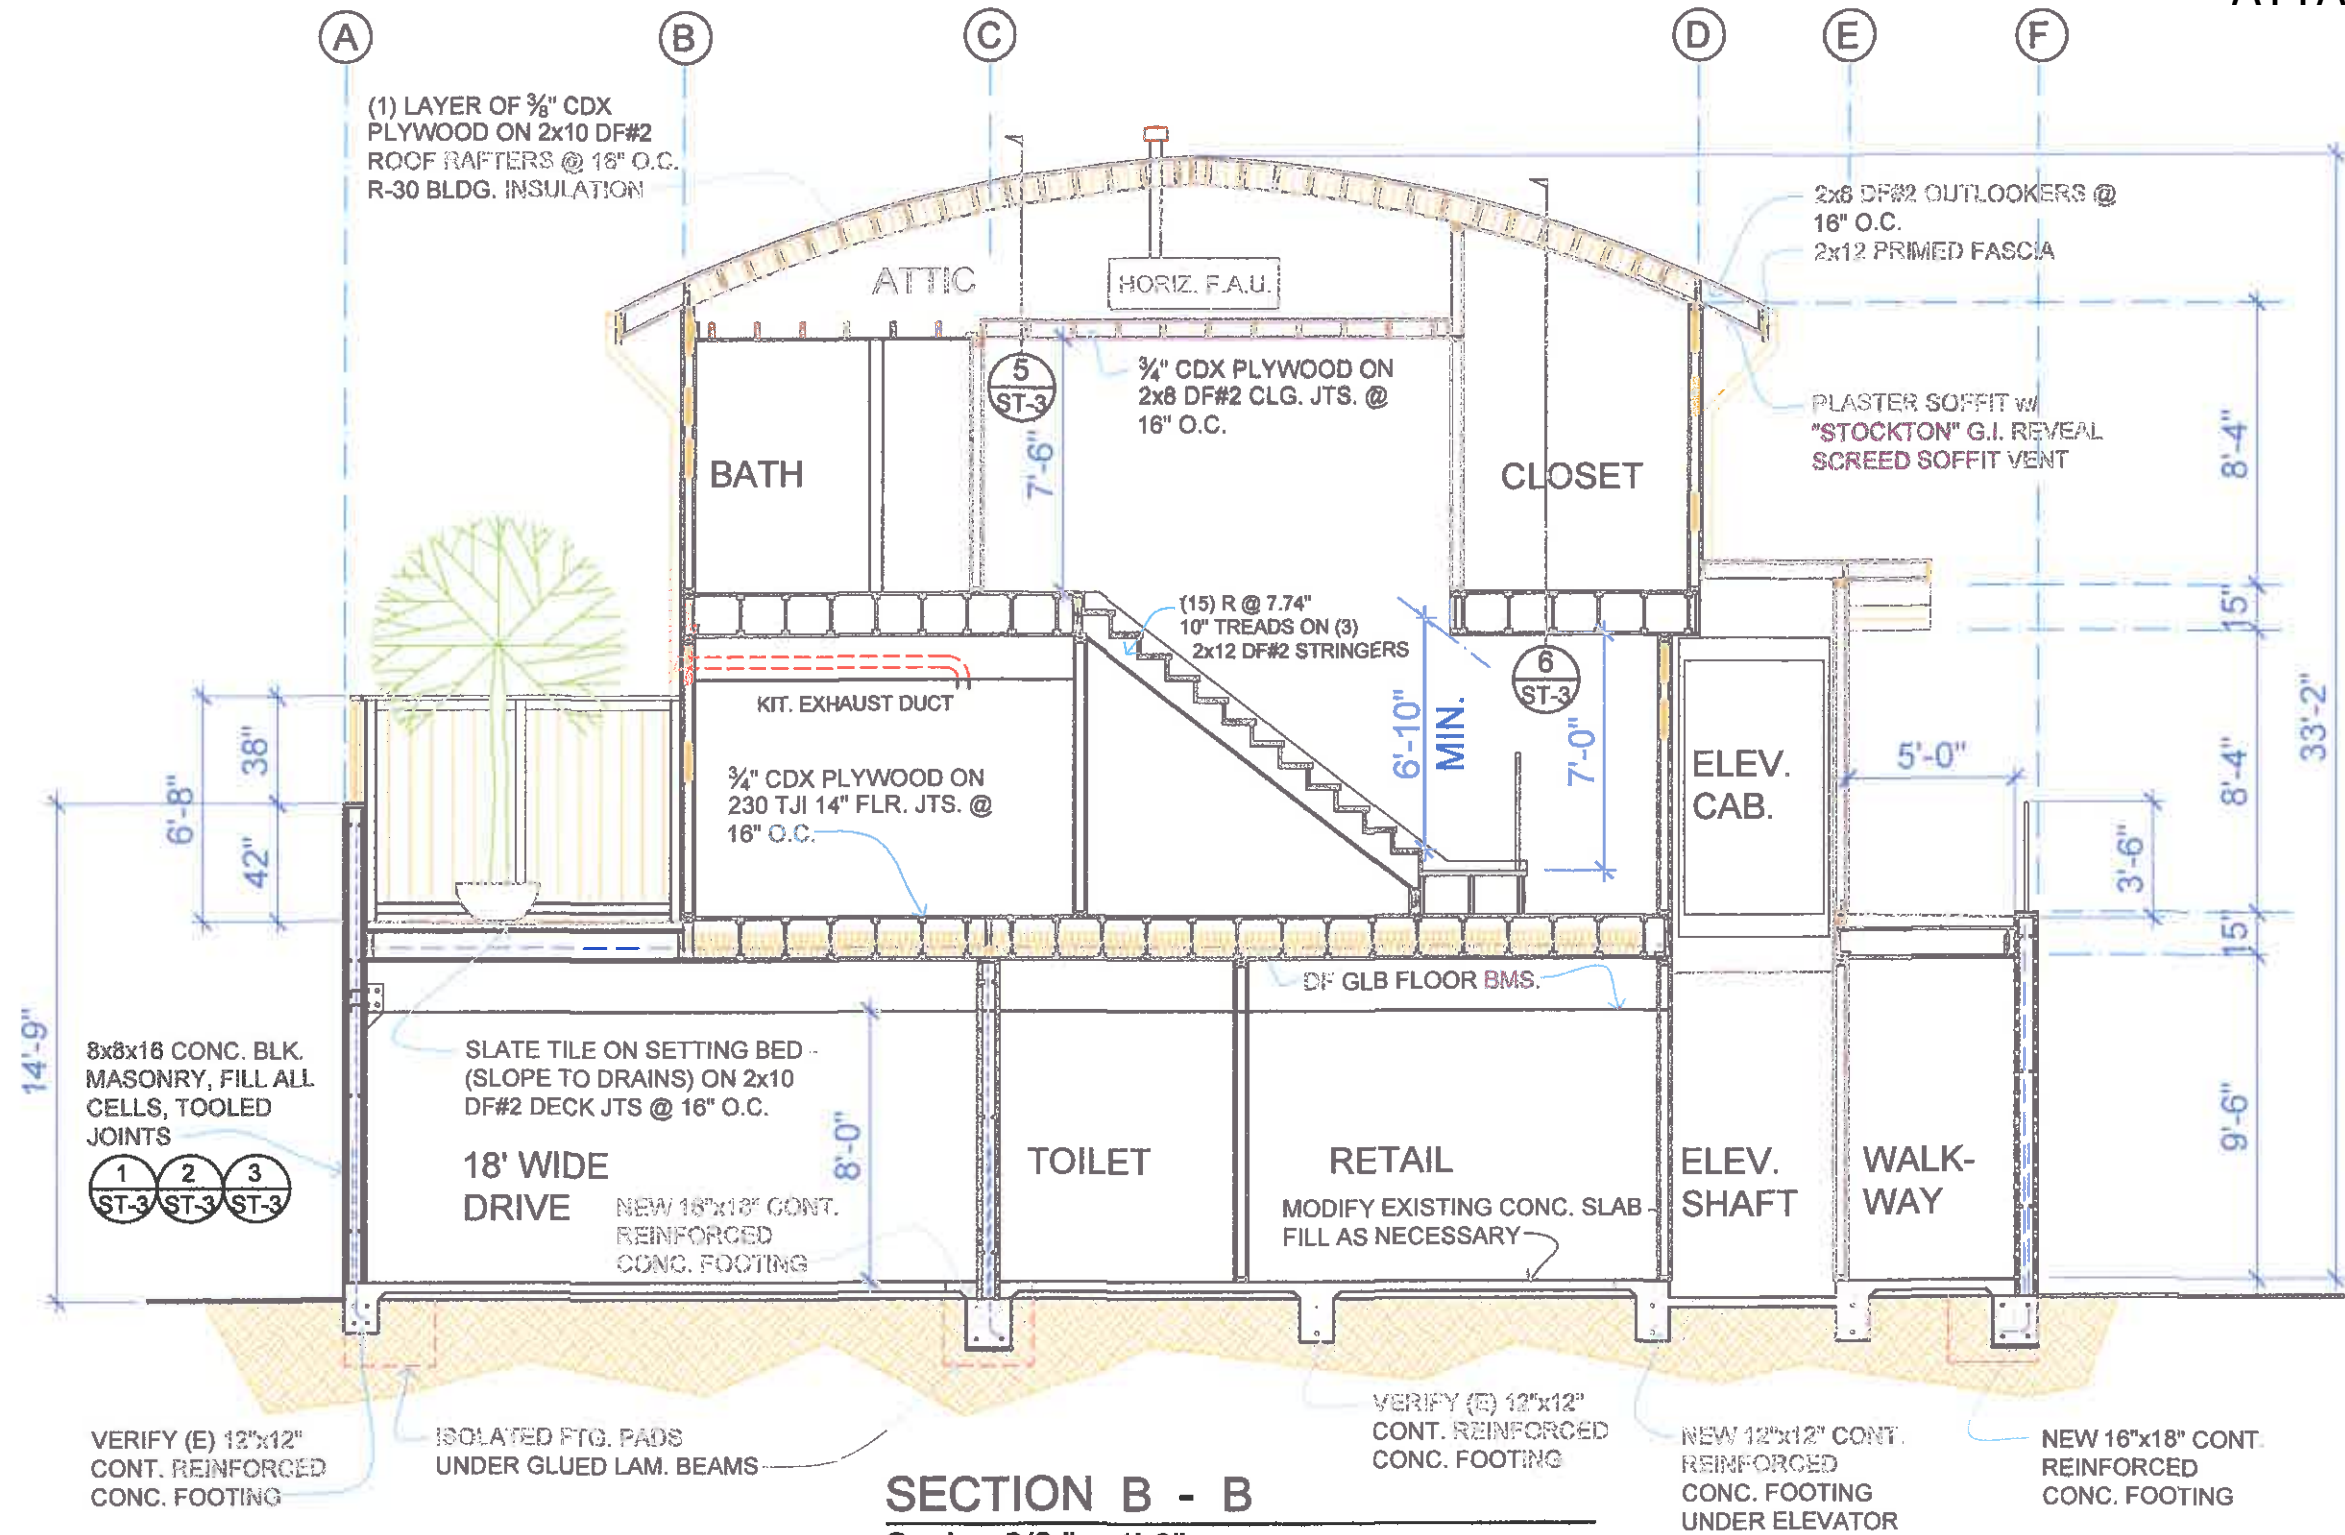 A
B
C
D
E
F
(1) LAYER OF ⅜" CDX
PLYWOOD ON 2x10 DF#2
ROOF RAFTERS @ 16" O.C.
R-30 BLDG. INSULATION
2x6 DF#2 OUTLOOKERS @
16" O.C.
2x12 PRIMED FASCIA
ATTIC
HORIZ. F.A.U.
5
ST-3
¾" CDX PLYWOOD ON
2x8 DF#2 CLG. JTS. @
16" O.C.
7'-6"
BATH
CLOSET
PLASTER SOFFIT w/
"STOCKTON" G.I. REVEAL
SCREED SOFFIT VENT
8'-4"
15"
33'-2"
(15) R @ 7.74"
10" TREADS ON (3)
2x12 DF#2 STRINGERS
6
ST-3
KIT. EXHAUST DUCT
6'-10"
MIN.
7'-0"
6'-8"
38"
42"
¾" CDX PLYWOOD ON
230 TJI 14" FLR. JTS. @
16" O.C.
ELEV.
CAB.
5'-0"
8'-4"
3'-6"
15"
DF GLB FLOOR BMS.
14'-9"
8x8x16 CONC. BLK.
MASONRY, FILL ALL
CELLS, TOOLED
JOINTS
1
ST-3
2
ST-3
3
ST-3
SLATE TILE ON SETTING BED -
(SLOPE TO DRAINS) ON 2x10
DF#2 DECK JTS @ 16" O.C.
18' WIDE
DRIVE
8'-0"
NEW 16"x18" CONT.
REINFORCED
CONC. FOOTING
TOILET
RETAIL
MODIFY EXISTING CONC. SLAB -
FILL AS NECESSARY
ELEV.
SHAFT
WALK-
WAY
9'-6"
VERIFY (E) 12"x12"
CONT. REINFORCED
CONC. FOOTING
ISOLATED FTG. PADS
UNDER GLUED LAM. BEAMS
VERIFY (E) 12"x12"
CONT. REINFORCED
CONC. FOOTING
NEW 12"x12" CONT.
REINFORCED
CONC. FOOTING
UNDER ELEVATOR
NEW 16"x18" CONT.
REINFORCED
CONC. FOOTING
SECTION B - B